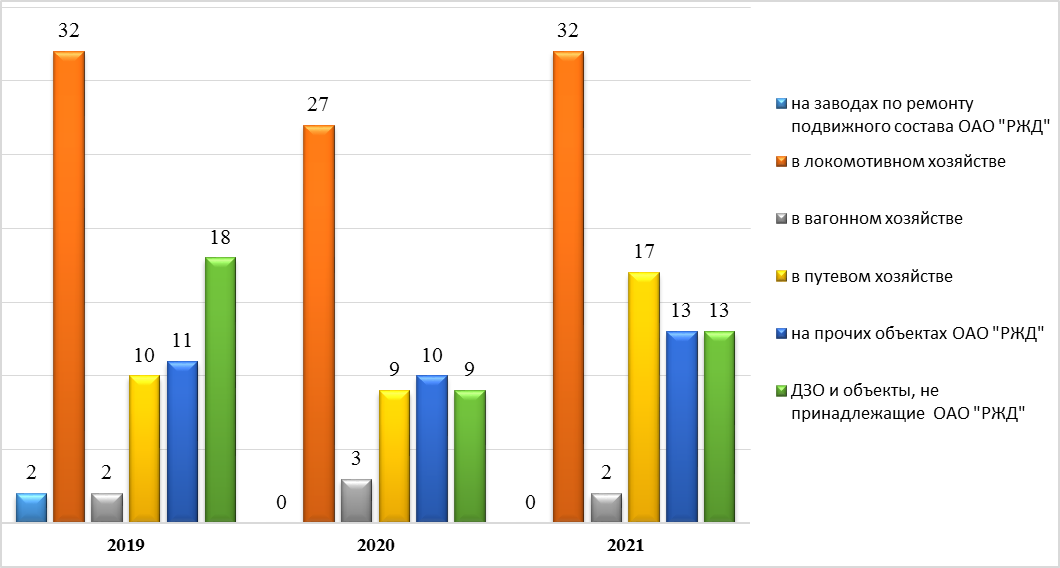 32
2
2
10
11
18
2019
0
27
3
9
10
9
2020
0
32
2
17
13
13
2021
на заводах по ремонту
подвижного состава ОАО "РЖД"
в локомотивном хозяйстве
в вагонном хозяйстве
в путевом хозяйстве
на прочих объектах ОАО "РЖД"
ДЗО и объекты, не
принадлежащие ОАО "РЖД"